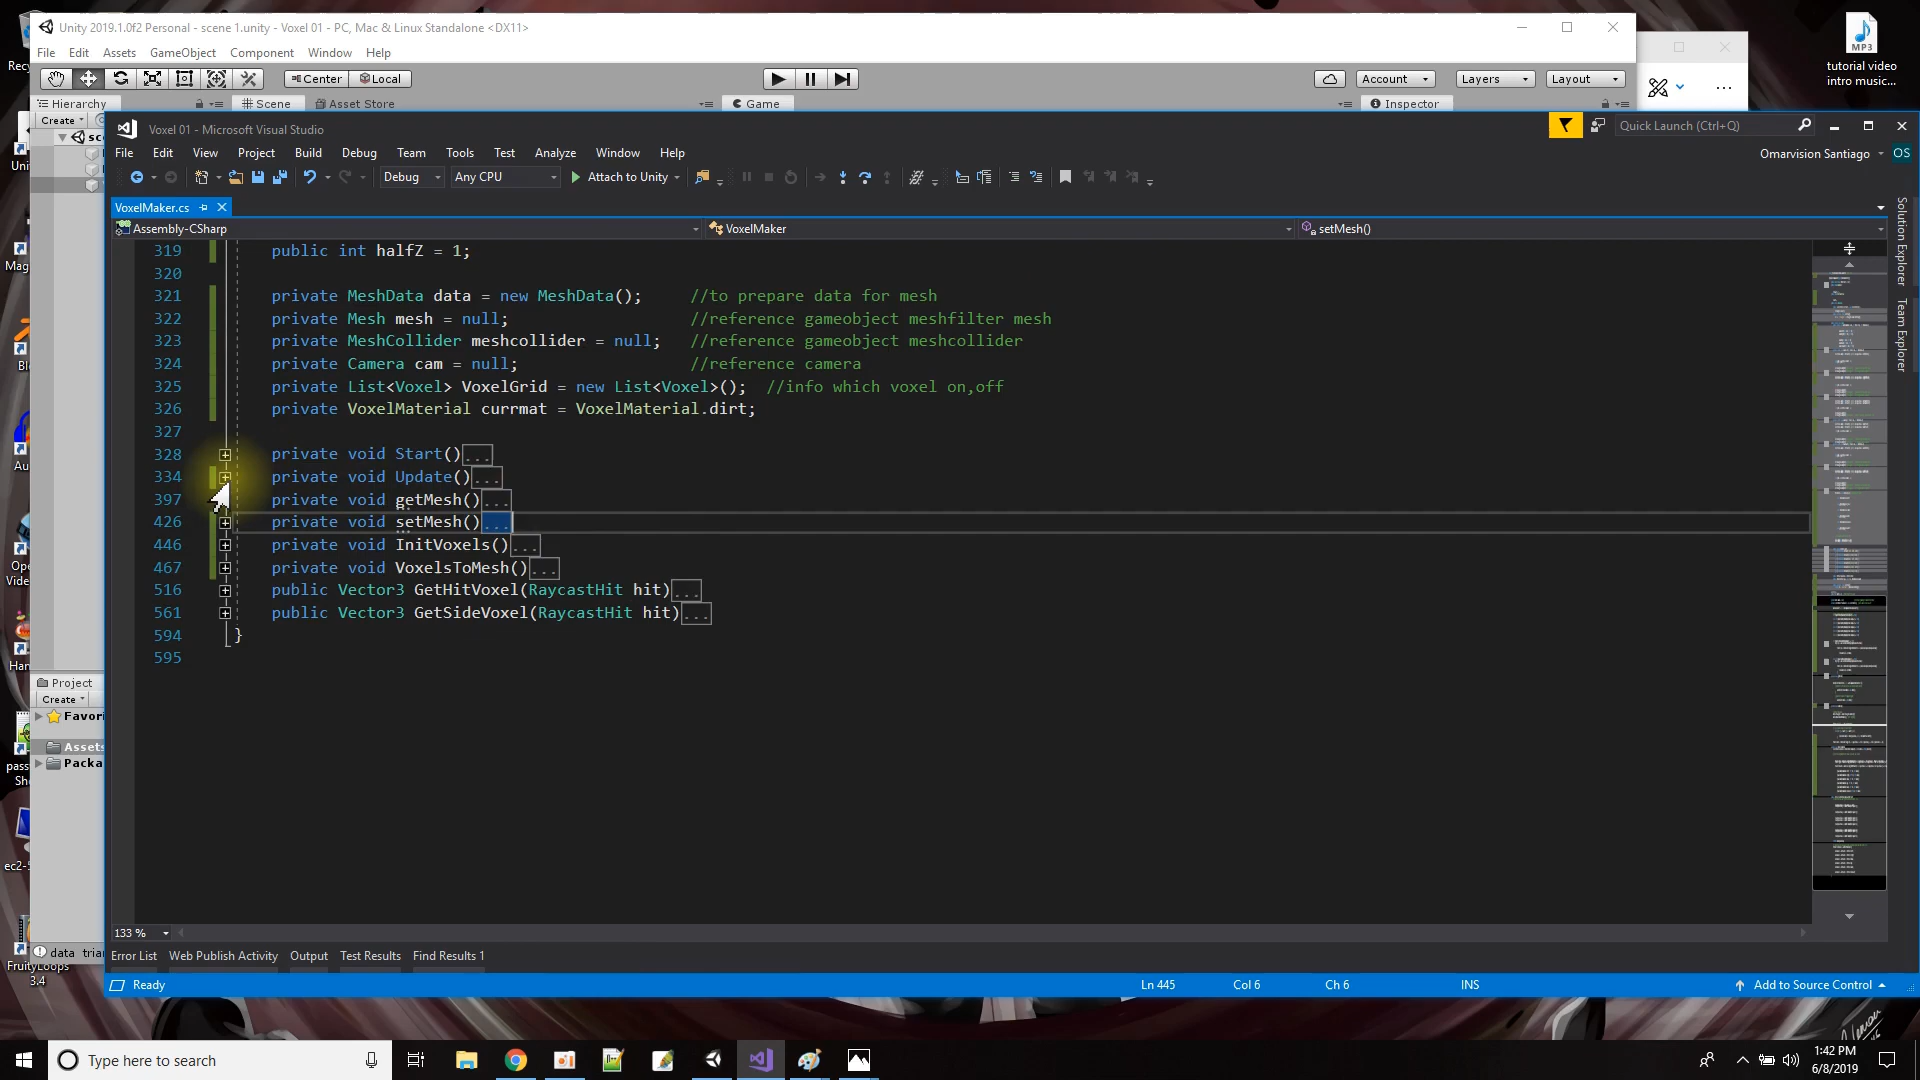 Unity 2019.1.0f2 Personal - scene 1.unity - Voxel 01 - PC, Mac & Linux Standalone <DX11>
File Edit Assets GameObject Component Window Help
Center Local Account Layers Layout
Hierarchy Scene Asset Store Game Inspector
Create
MP3
tutorial video
intro music...
Voxel 01 - Microsoft Visual Studio
Quick Launch (Ctrl+Q)
File Edit View Project Build Debug Team Tools Test Analyze Window Help
Omarvision Santiago OS
Debug Any CPU Attach to Unity
VoxelMaker.cs
Assembly-CSharp VoxelMaker setMesh()
319 public int halfZ = 1;
320
321 private MeshData data = new MeshData(); //to prepare data for mesh
322 private Mesh mesh = null; //reference gameobject meshfilter mesh
323 private MeshCollider meshcollider = null; //reference gameobject meshcollider
324 private Camera cam = null; //reference camera
325 private List<Voxel> VoxelGrid = new List<Voxel>(); //info which voxel on,off
326 private VoxelMaterial currmat = VoxelMaterial.dirt;
327
328 private void Start()...
334 private void Update()...
397 private void getMesh()...
426 private void setMesh()...
446 private void InitVoxels()...
467 private void VoxelsToMesh()...
516 public Vector3 GetHitVoxel(RaycastHit hit)...
561 public Vector3 GetSideVoxel(RaycastHit hit)...
594 }
595
Solution Explorer
Team Explorer
Project
Create
Favori
Assets
Packa
data trian
FruityLoops
3.4
133 %
Error List Web Publish Activity Output Test Results Find Results 1
Ready Ln 445 Col 6 Ch 6 INS Add to Source Control
Type here to search
1:42 PM
6/8/2019